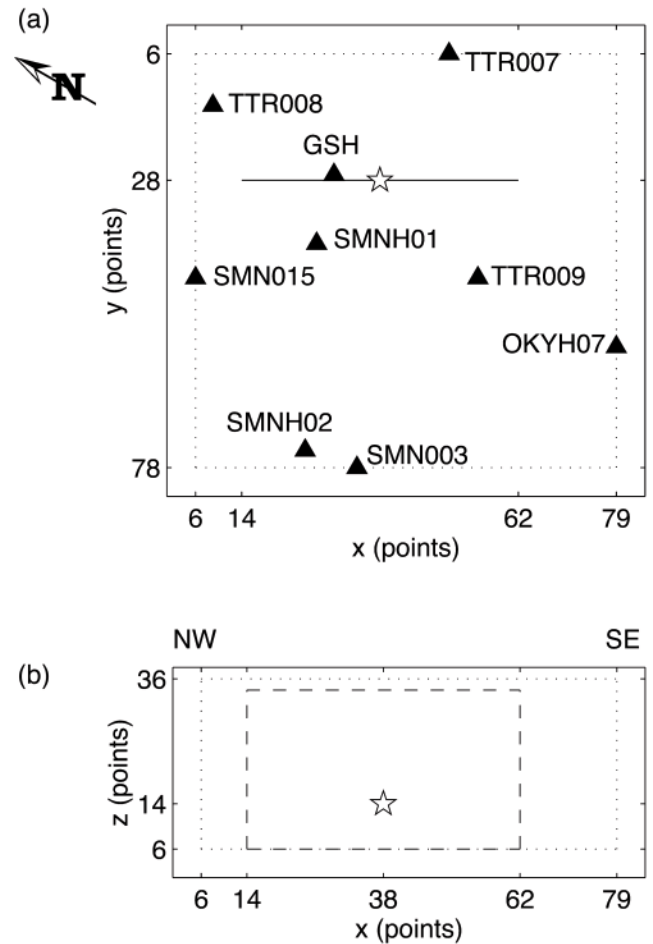 (a)
N
6
TTR007
TTR008
GSH
28
SMNH01
SMN015
TTR009
OKYH07
SMNH02
SMN003
78
y (points)
6 14 62 79
x (points)
NW SE
(b)
36
14
6
z (points)
6 14 38 62 79
x (points)